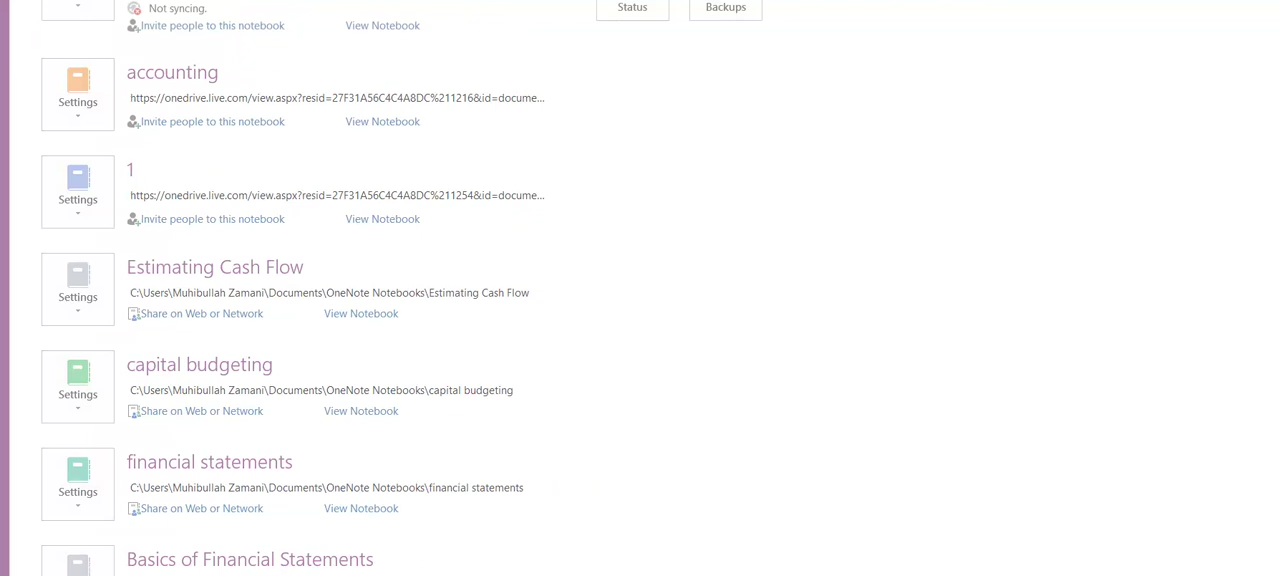 Not syncing.
Status
Backups
Invite people to this notebook
View Notebook
accounting
https://onedrive.live.com/view.aspx?resid=27F31A56C4C4A8DC%211216&id=docume...
Settings
Invite people to this notebook
View Notebook
1
https://onedrive.live.com/view.aspx?resid=27F31A56C4C4A8DC%211254&id=docume...
Settings
Invite people to this notebook
View Notebook
Estimating Cash Flow
C:\Users\Muhibullah Zamani\Documents\OneNote Notebooks\Estimating Cash Flow
Settings
Share on Web or Network
View Notebook
capital budgeting
C:\Users\Muhibullah Zamani\Documents\OneNote Notebooks\capital budgeting
Settings
Share on Web or Network
View Notebook
financial statements
C:\Users\Muhibullah Zamani\Documents\OneNote Notebooks\financial statements
Settings
Share on Web or Network
View Notebook
Basics of Financial Statements